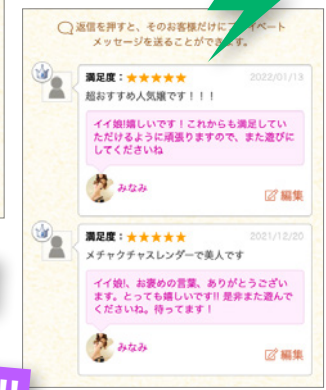 返信を押すと、そのお客様だけにプライベート
メッセージを送ることができます。
満足度：★★★★★ 2022/01/13
超おすすめ人気嬢です！！！
イイ娘!嬉しいです！これからも満足してい
ただけるように頑張りますので、また遊びに
してくださいね
みなみ
編集
満足度：★★★★★ 2021/12/20
メチャクチャスレンダーで美人です
イイ娘!、お褒めの言葉、ありがとうござい
ます。とっても嬉しいです!! 是非また遊んで
くださいね。待ってます！
みなみ
編集
!!